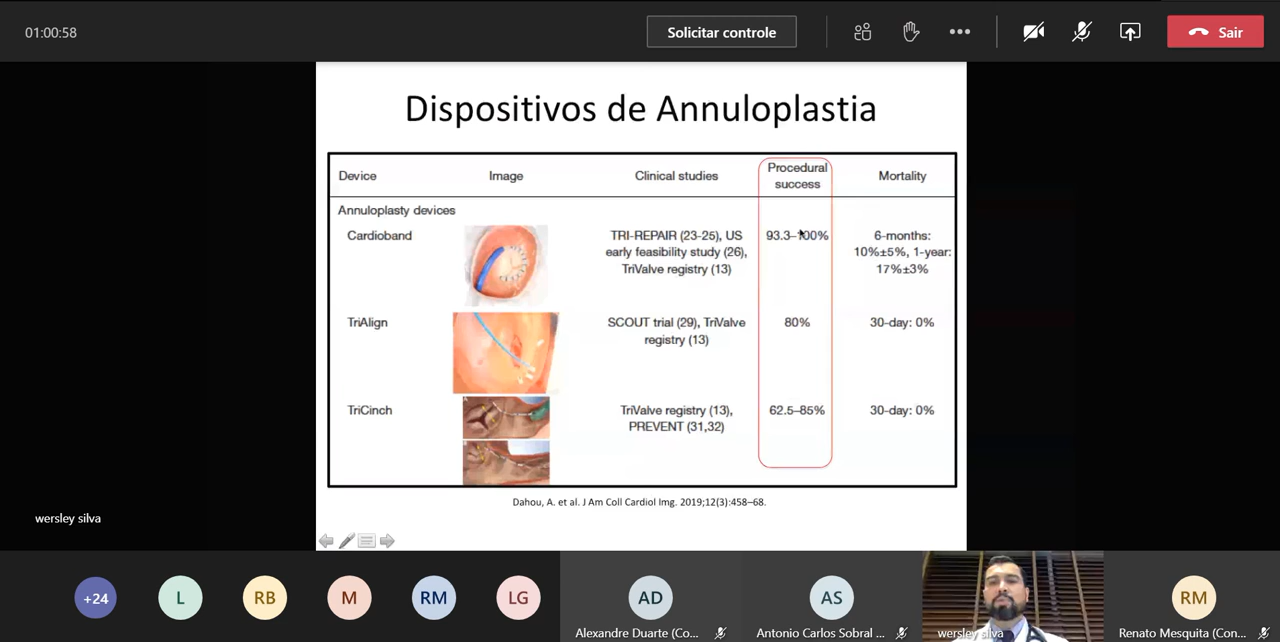 01:00:58
Solicitar controle
Sair
Dispositivos de Annuloplastia
Device Image Clinical studies Procedural success Mortality
Annuloplasty devices
Cardioband
TRI-REPAIR (23-25), US
early feasibility study (26),
TriValve registry (13)
93.3–100%
6-months:
10%±5%, 1-year:
17%±3%
TriAlign
SCOUT trial (29), TriValve
registry (13)
80%
30-day: 0%
TriCinch
TriValve registry (13),
PREVENT (31,32)
62.5–85%
30-day: 0%
Dahou, A. et al. J Am Coll Cardiol Img. 2019;12(3):458–68.
wersley silva
+24
L
RB
M
RM
LG
AD
Alexandre Duarte (Co...
AS
Antonio Carlos Sobral ...
wersley silva
RM
Renato Mesquita (Con...